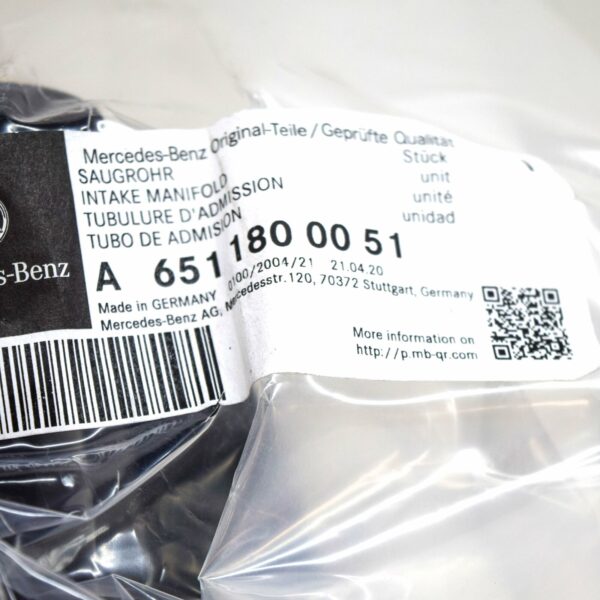 Mercedes-Benz Original-Teile / Geprüfte Qualität
SAUGROHR Stück
INTAKE MANIFOLD unit
TUBULURE D'ADMISSION unité
TUBO DE ADMISION unidad
A 651 180 00 51
0100/2004/21 21.04.20
Made in GERMANY
Mercedes-Benz AG, Mercedesstr.120, 70372 Stuttgart, Germany
s-Benz
More information on
http://p.mb-qr.com